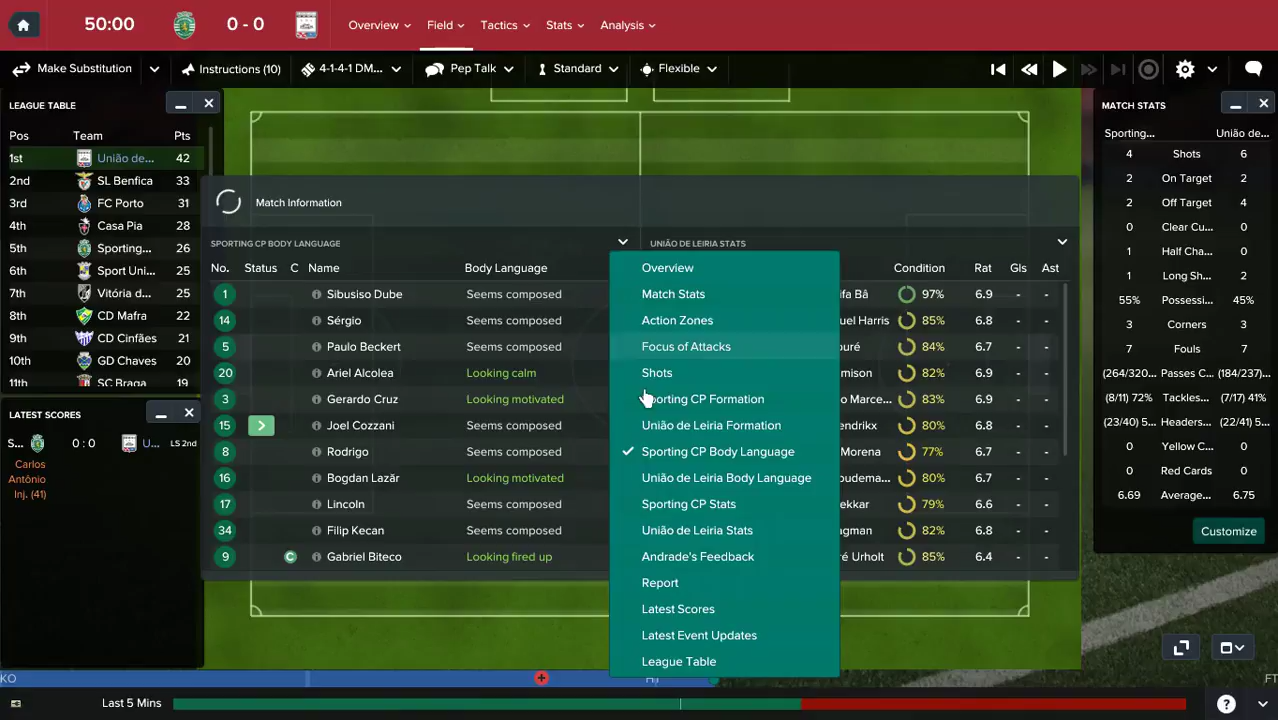 50:00
0 - 0
Overview
Field
Tactics
Stats
Analysis
Make Substitution
Instructions (10)
4-1-4-1 DM...
Pep Talk
Standard
Flexible
LEAGUE TABLE
Pos Team Pts
1st União de... 42
2nd SL Benfica 33
3rd FC Porto 31
4th Casa Pia 28
5th Sporting... 26
6th Sport Uni... 25
7th Vitória d... 25
8th CD Mafra 22
9th CD Cinfães 21
10th GD Chaves 20
11th SC Braga 19
LATEST SCORES
S... 0 : 0 U... LS 2nd
Carlos
António
Inj. (41)
Match Information
SPORTING CP BODY LANGUAGE
No. Status C Name Body Language
1 Sibusiso Dube Seems composed
14 Sérgio Seems composed
5 Paulo Beckert Seems composed
20 Ariel Alcolea Looking calm
3 Gerardo Cruz Looking motivated
15 Joel Cozzani Seems composed
8 Rodrigo Seems composed
16 Bogdan Lazăr Looking motivated
17 Lincoln Seems composed
34 Filip Kecan Seems composed
9 C Gabriel Biteco Looking fired up
UNIÃO DE LEIRIA STATS
Overview
Match Stats
Action Zones
Focus of Attacks
Shots
Sporting CP Formation
União de Leiria Formation
Sporting CP Body Language
União de Leiria Body Language
Sporting CP Stats
União de Leiria Stats
Andrade's Feedback
Report
Latest Scores
Latest Event Updates
League Table
Condition Rat Gls Ast
97% 6.9 - -
85% 6.8 - -
84% 6.7 - -
82% 6.9 - -
83% 6.9 - -
80% 6.8 - -
77% 6.7 - -
80% 6.7 - -
79% 6.6 - -
82% 6.8 - -
85% 6.4 - -
MATCH STATS
Sporting... União de...
4 Shots 6
2 On Target 2
2 Off Target 4
0 Clear Cu... 0
1 Half Cha... 0
1 Long Sh... 2
55% Possessi... 45%
3 Corners 3
7 Fouls 7
(264/320... Passes C... (184/237)...
(8/11) 72% Tackles... (7/17) 41%
(23/40) 5... Headers... (22/41) 5...
0 Yellow C... 0
0 Red Cards 0
6.69 Average... 6.75
Customize
KO
HT
FT
Last 5 Mins
?